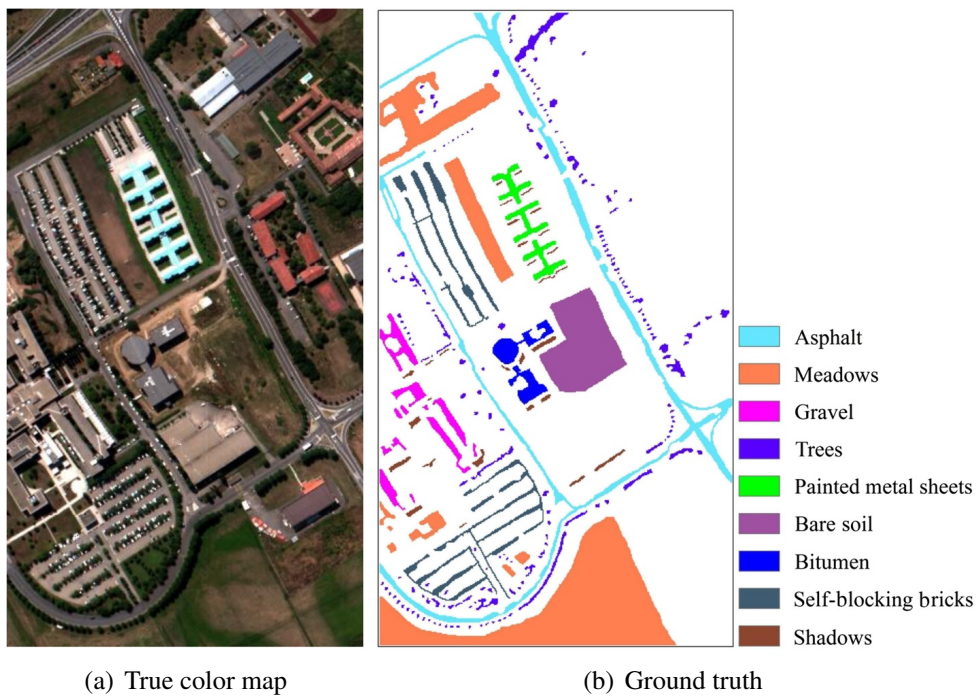 Asphalt
Meadows
Gravel
Trees
Painted metal sheets
Bare soil
Bitumen
Self-blocking bricks
Shadows
(a) True color map
(b) Ground truth